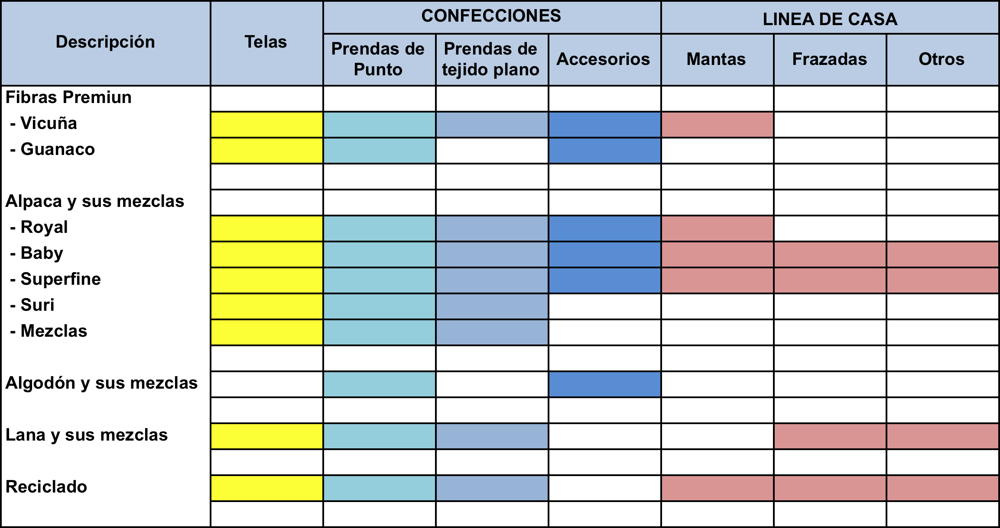 Descripción
Telas
CONFECCIONES
LINEA DE CASA
Prendas de
Punto
Prendas de
tejido plano
Accesorios
Mantas
Frazadas
Otros
Fibras Premiun
- Vicuña
- Guanaco
Alpaca y sus mezclas
- Royal
- Baby
- Superfine
- Suri
- Mezclas
Algodón y sus mezclas
Lana y sus mezclas
Reciclado